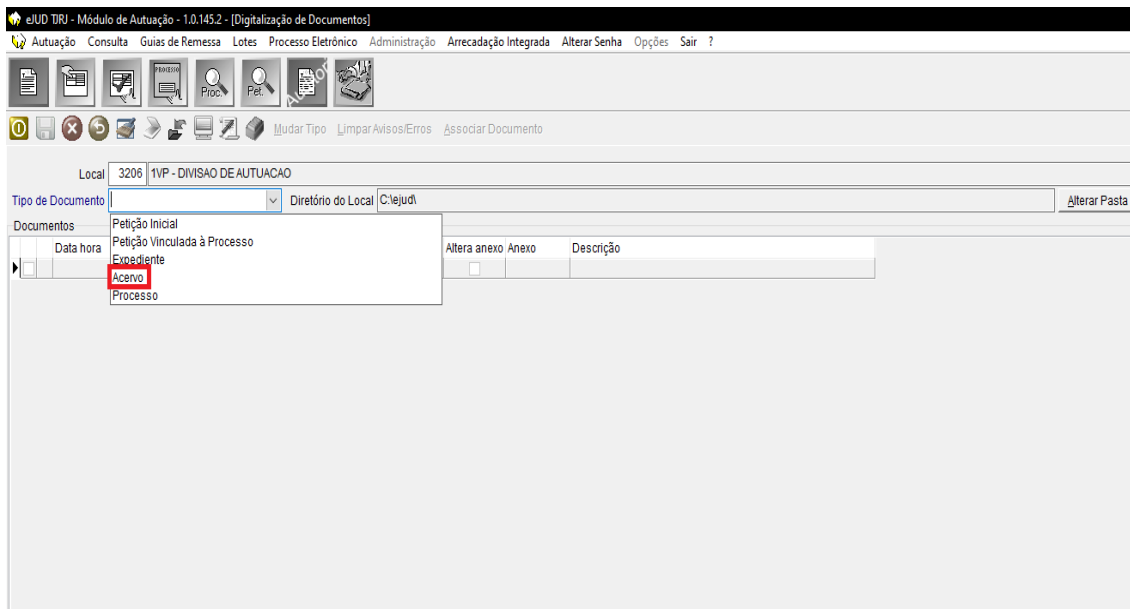 eJUD TJRJ - Módulo de Autuação - 1.0.145.2 - [Digitalização de Documentos]
Autuação Consulta Guias de Remessa Lotes Processo Eletrônico Administração Arrecadação Integrada Alterar Senha Opções Sair ?
PROCESSO
Proc. Pet. Autor
Mudar Tipo Limpar Avisos/Erros Associar Documento
Local 3206 1VP - DIVISAO DE AUTUACAO
Tipo de Documento Diretório do Local C:\ejud\ Alterar Pasta
Documentos
Petição Inicial
Data hora Petição Vinculada à Processo Altera anexo Anexo Descrição
Expediente
Acervo
Processo